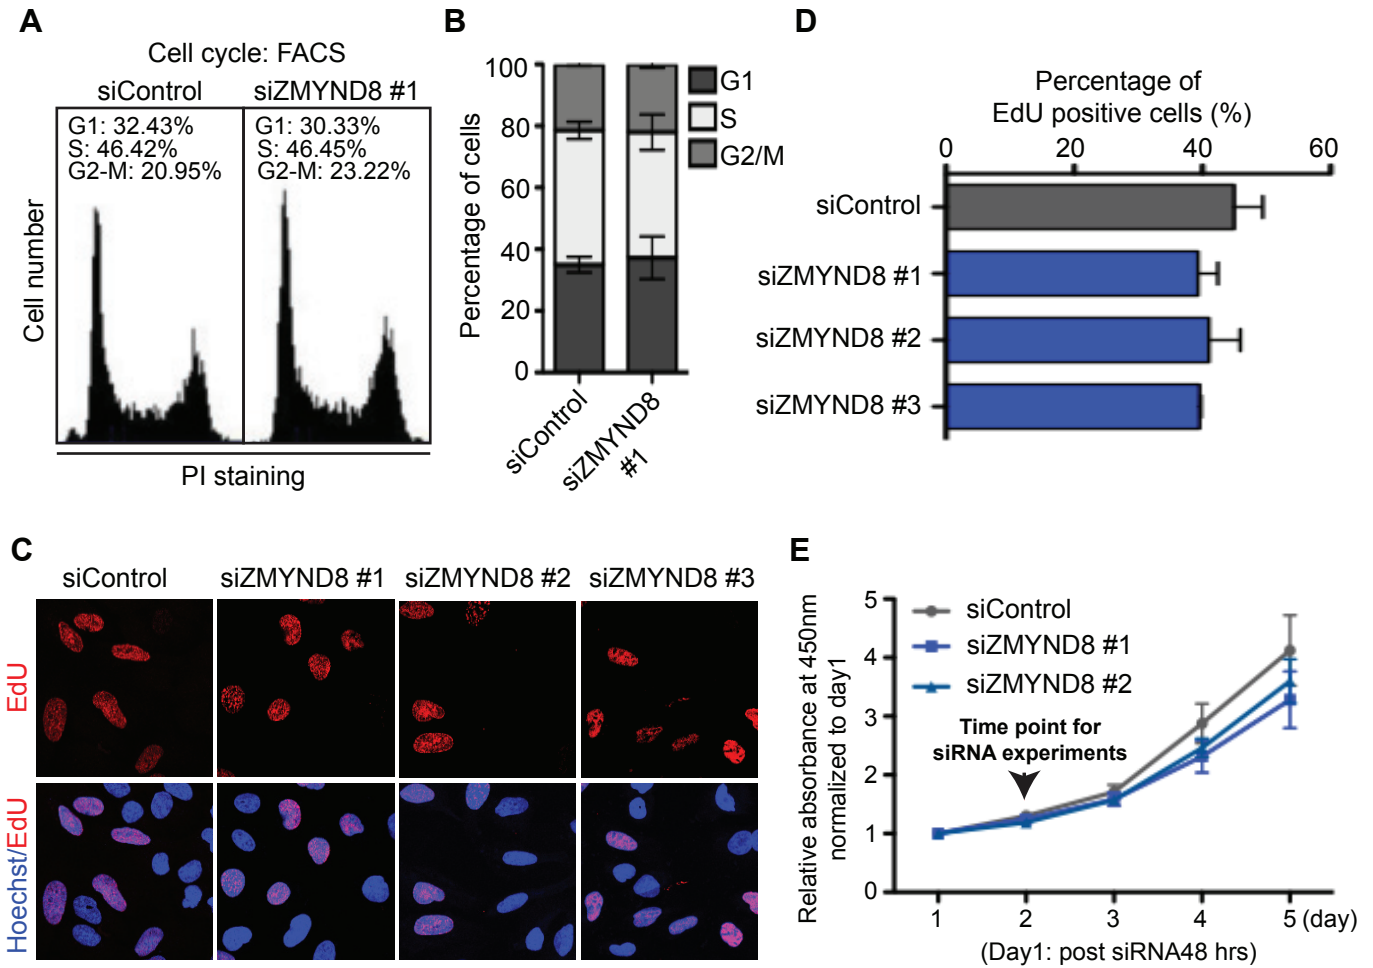 A
Cell cycle: FACS
siControl
siZMYND8 #1
G1: 32.43%
S: 46.42%
G2-M: 20.95%
G1: 30.33%
S: 46.45%
G2-M: 23.22%
Cell number
PI staining
B
Percentage of cells
100
80
60
40
20
0
G1
S
G2/M
siControl
siZMYND8
#1
D
Percentage of
EdU positive cells (%)
0 20 40 60
siControl
siZMYND8 #1
siZMYND8 #2
siZMYND8 #3
C
siControl
siZMYND8 #1
siZMYND8 #2
siZMYND8 #3
EdU
Hoechst/EdU
E
Relative absorbance at 450nm
normalized to day1
5
4
3
2
1
0
siControl
siZMYND8 #1
siZMYND8 #2
Time point for
siRNA experiments
1 2 3 4 5 (day)
(Day1: post siRNA48 hrs)